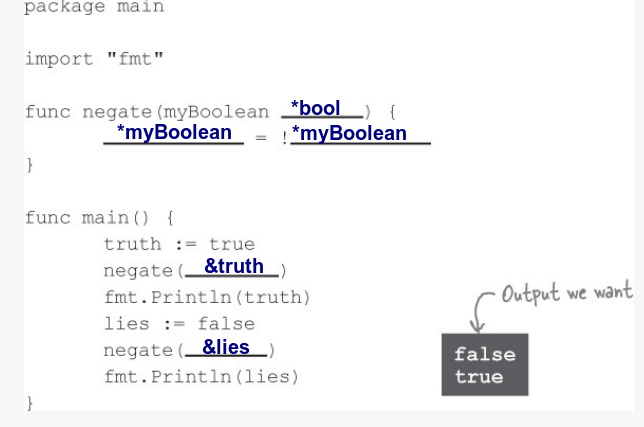 package main
import "fmt"
func negate(myBoolean *bool) {
*myBoolean = !*myBoolean
}
func main() {
truth := true
negate(&truth)
fmt.Println(truth)
lies := false
negate(&lies)
fmt.Println(lies)
}
Output we want
false
true